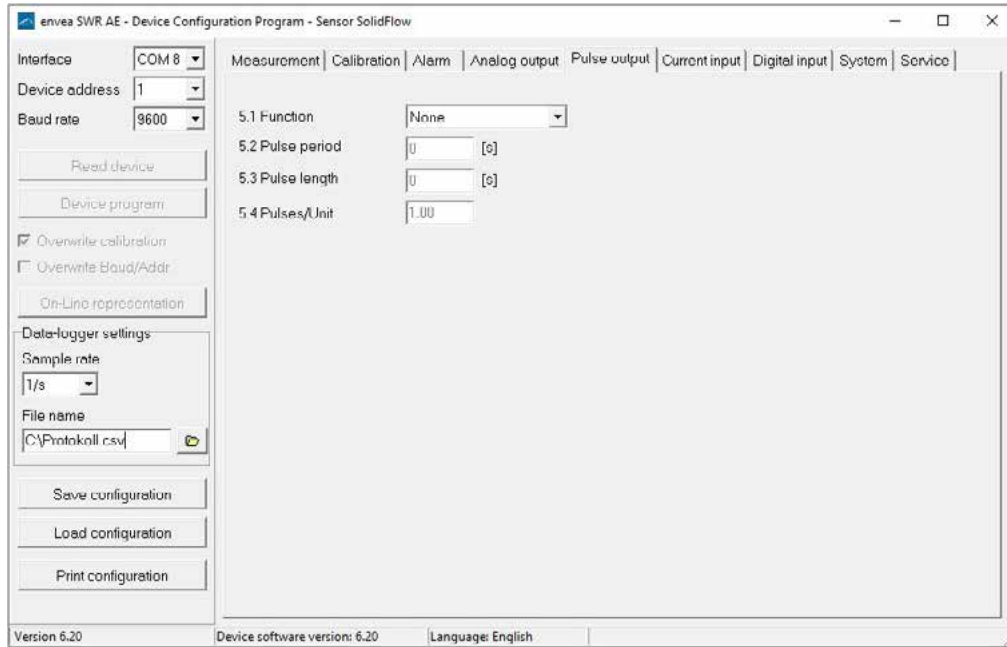 envea SWR AE - Device Configuration Program - Sensor SolidFlow
Interface COM 8
Device address 1
Baud rate 9600
Read device
Device program
Overwrite calibration
Overwrite Baud/Addr.
On-Line representation
Data-logger settings
Sample rate
1/s
File name
C:\Protokoll.csv
Save configuration
Load configuration
Print configuration
Measurement Calibration Alarm Analog output Pulse output Current input Digital input System Service
5.1 Function None
5.2 Pulse period 0 [s]
5.3 Pulse length 0 [s]
5.4 Pulses/Unit 1.00
Version 6.20 Device software version: 6.20 Language: English